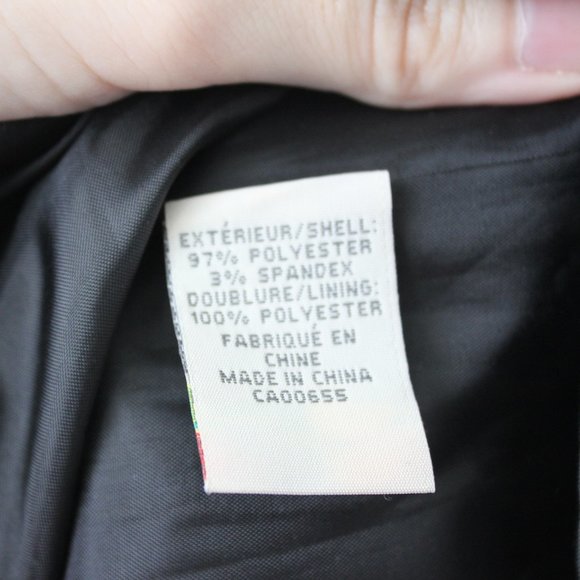 EXTÉRIEUR/SHELL:
97% POLYESTER
3% SPANDEX
DOUBLURE/LINING:
100% POLYESTER
FABRIQUÉ EN
CHINE
MADE IN CHINA
CA00655